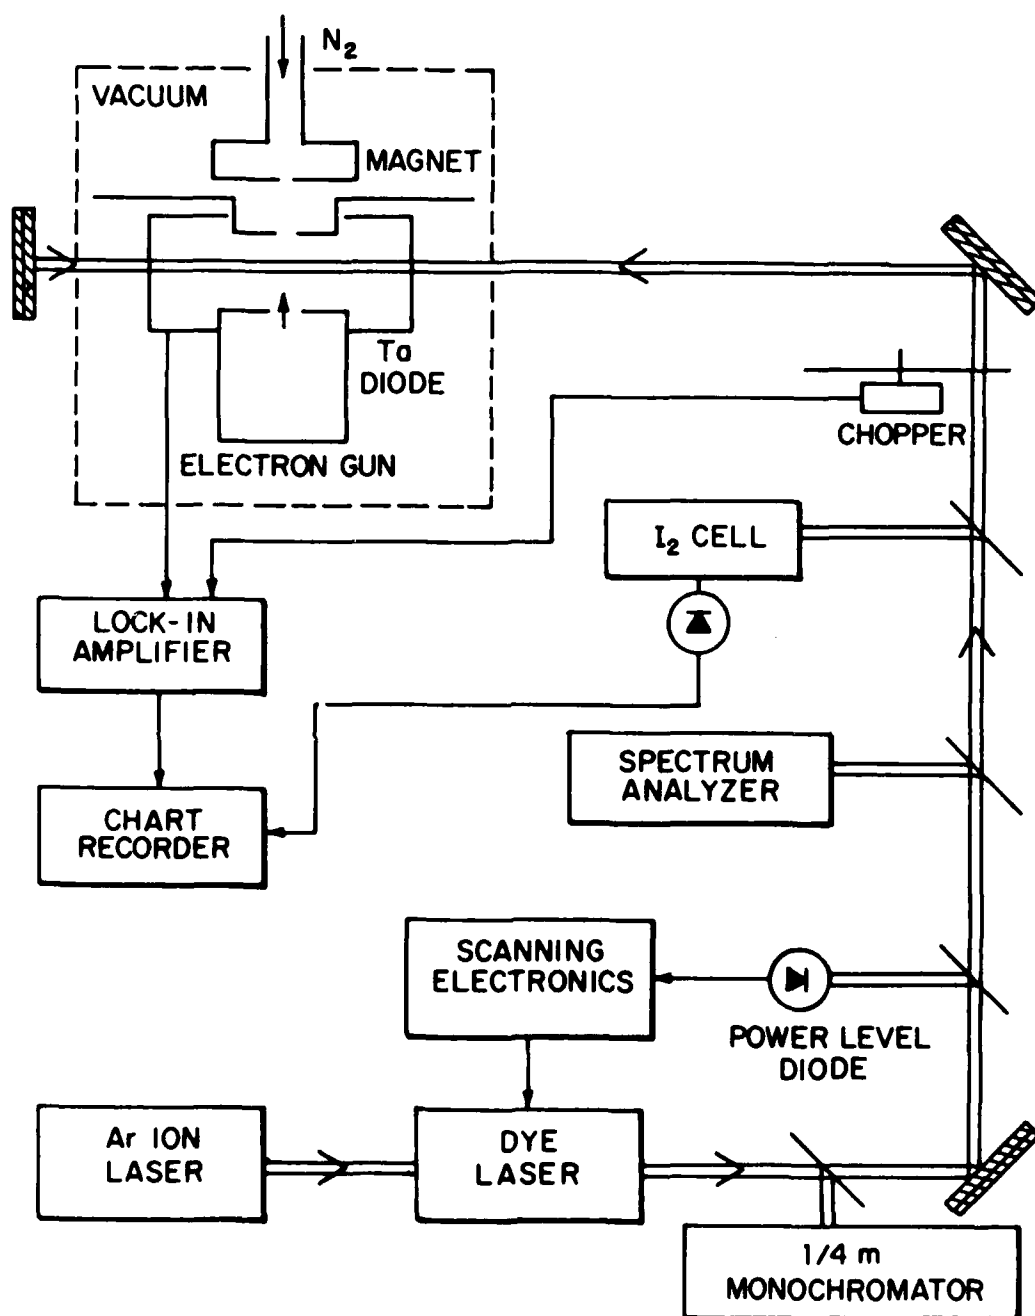 N₂
VACUUM
MAGNET
Ta
DIODE
ELECTRON GUN
CHOPPER
I₂ CELL
LOCK-IN
AMPLIFIER
SPECTRUM
ANALYZER
CHART
RECORDER
SCANNING
ELECTRONICS
POWER LEVEL
DIODE
Ar ION
LASER
DYE
LASER
1/4 m
MONOCHROMATOR